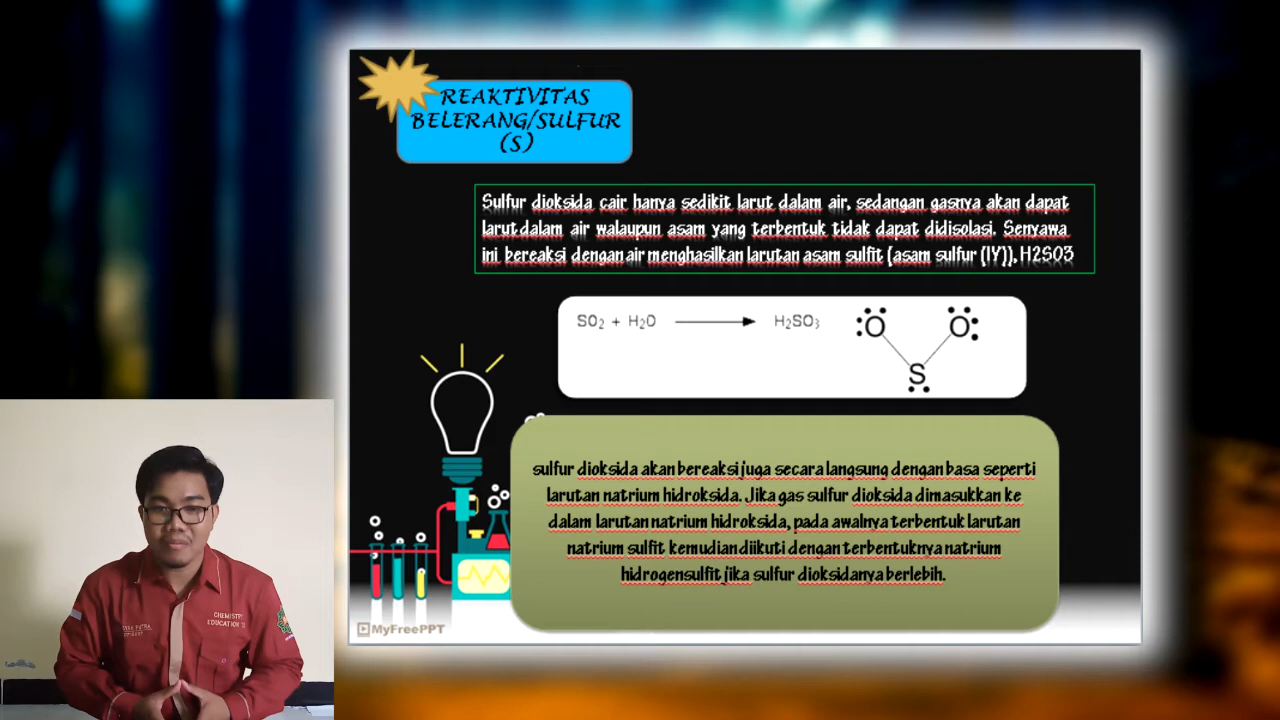 REAKTIVITAS
BELERANG/SULFUR
(S)
Sulfur dioksida cair hanya sedikit larut dalam air, sedangan gasnya akan dapat
larutdalam air walaupun asam yang terbentuk tidak dapat didisolasi. Senyawa
ini bereaksi dengan air menghasilkan larutan asam sulfit (asam sulfur (IV)), H2SO3
SO₂ + H₂O ⟶ H₂SO₃
O O
S
sulfur dioksida akan bereaksi juga secara langsung dengan basa seperti
larutan natrium hidroksida. Jika gas sulfur dioksida dimasukkan ke
dalam larutan natrium hidroksida, pada awalnya terbentuk larutan
natrium sulfit kemudian diikuti dengan terbentuknya natrium
hidrogensulfit jika sulfur dioksidanya berlebih.
MyFreePPT
CHEMISTRY
EDUCATION
PUTRA